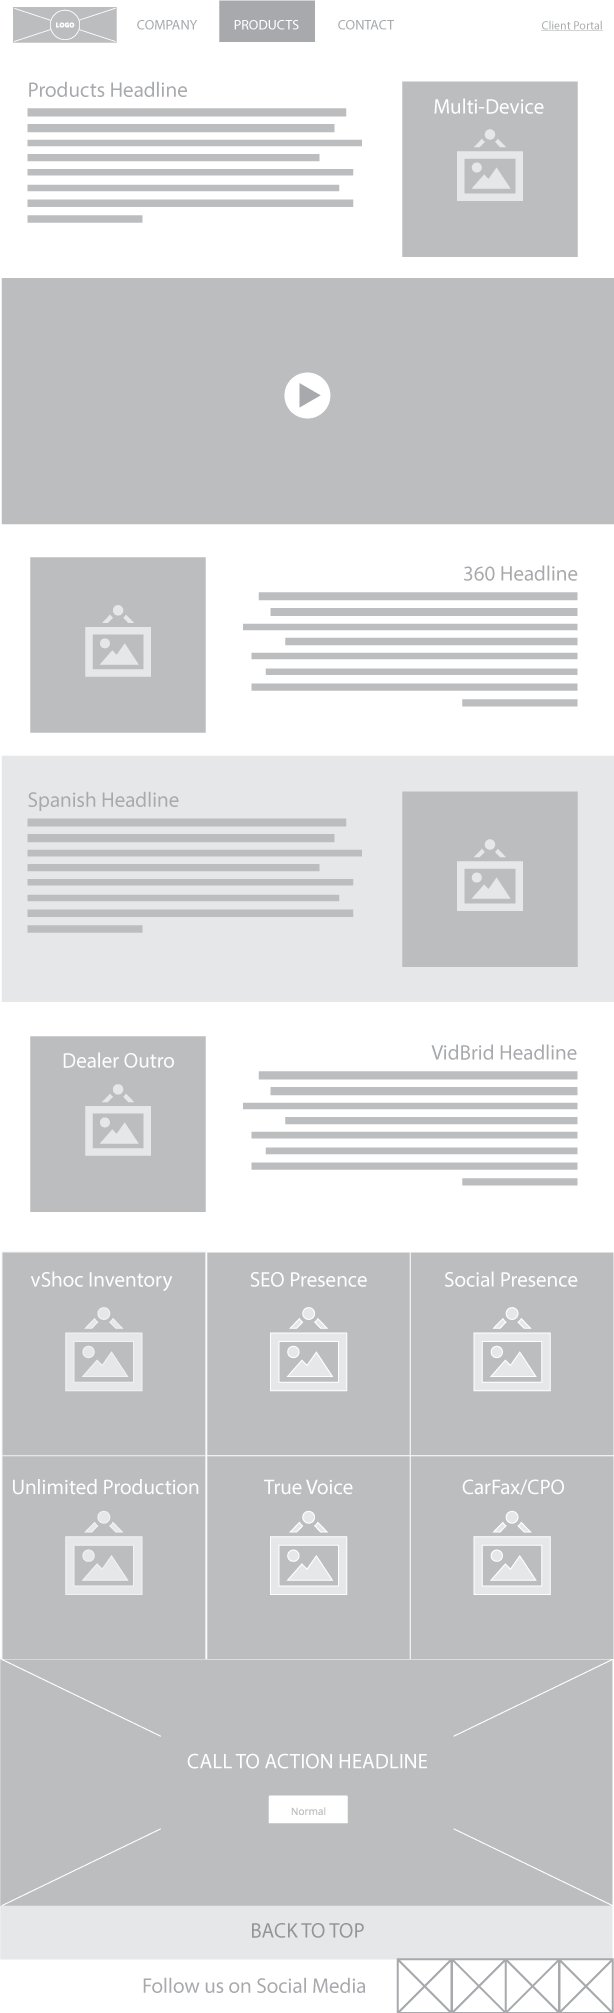 LOGO
COMPANY
PRODUCTS
CONTACT
Client Portal
Products Headline
Multi-Device
360 Headline
Spanish Headline
Dealer Outro
VidBrid Headline
vShoc Inventory
SEO Presence
Social Presence
Unlimited Production
True Voice
CarFax/CPO
CALL TO ACTION HEADLINE
Normal
BACK TO TOP
Follow us on Social Media